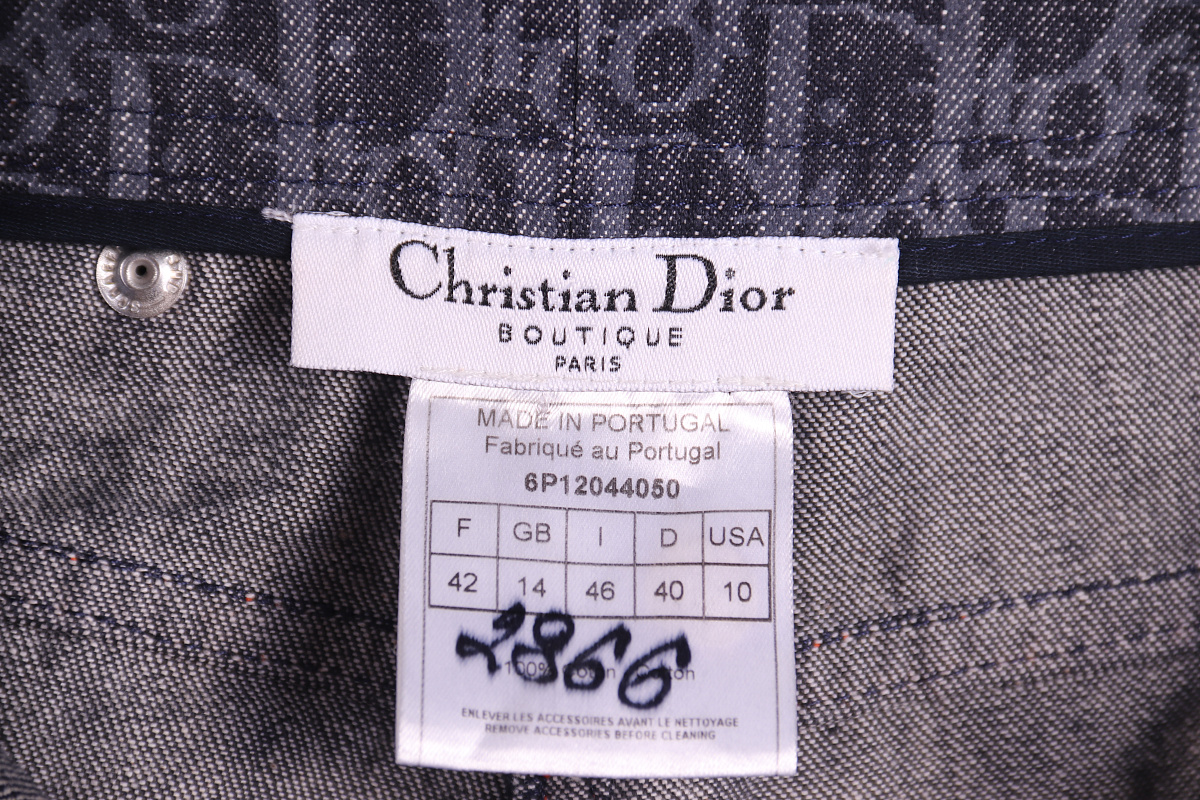 Christian Dior
BOUTIQUE
PARIS
MADE IN PORTUGAL
Fabriqué au Portugal
6P12044050
F GB I D USA
42 14 46 40 10
2866
100%
ENLEVER LES ACCESSOIRES AVANT LE NETTOYAGE
REMOVE ACCESSORIES BEFORE CLEANING